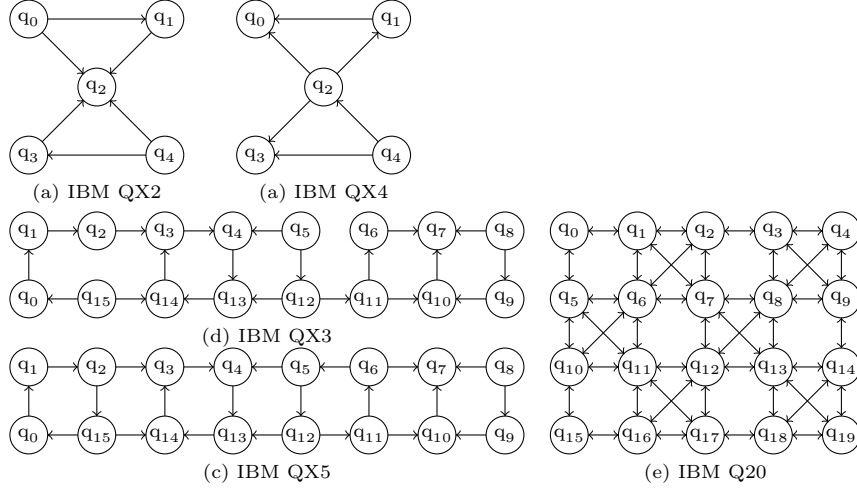 q0 q1
q2
q3 q4
(a) IBM QX2
q0 q1
q2
q3 q4
(a) IBM QX4
q1 q2 q3 q4 q5 q6 q7 q8
q0 q15 q14 q13 q12 q11 q10 q9
(d) IBM QX3
q1 q2 q3 q4 q5 q6 q7 q8
q0 q15 q14 q13 q12 q11 q10 q9
(c) IBM QX5
q0 q1 q2 q3 q4
q5 q6 q7 q8 q9
q10 q11 q12 q13 q14
q15 q16 q17 q18 q19
(e) IBM Q20